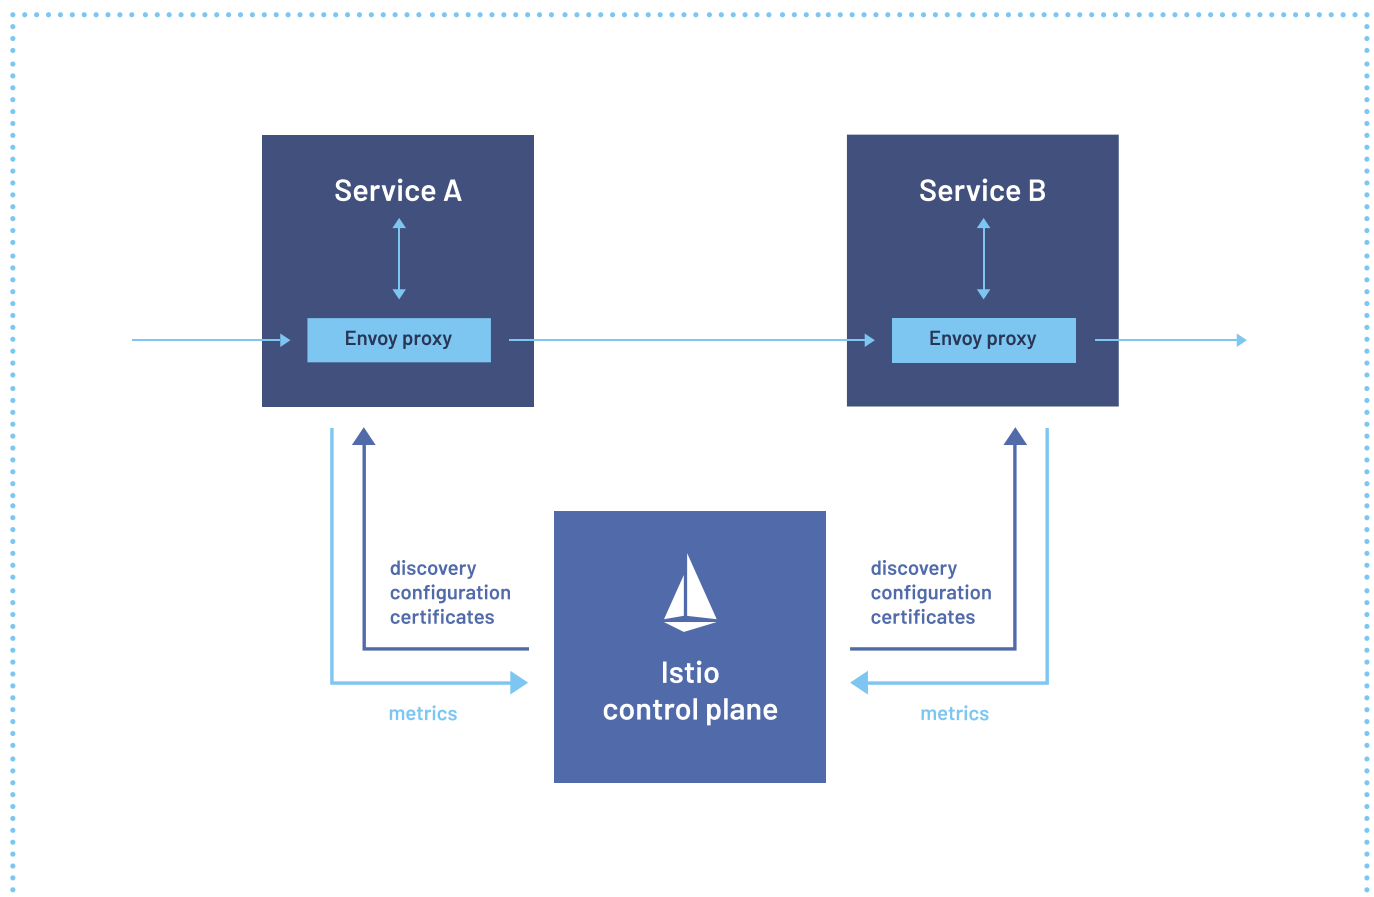 Service A
Service B
Envoy proxy
Envoy proxy
discovery
configuration
certificates
discovery
configuration
certificates
Istio
control plane
metrics
metrics